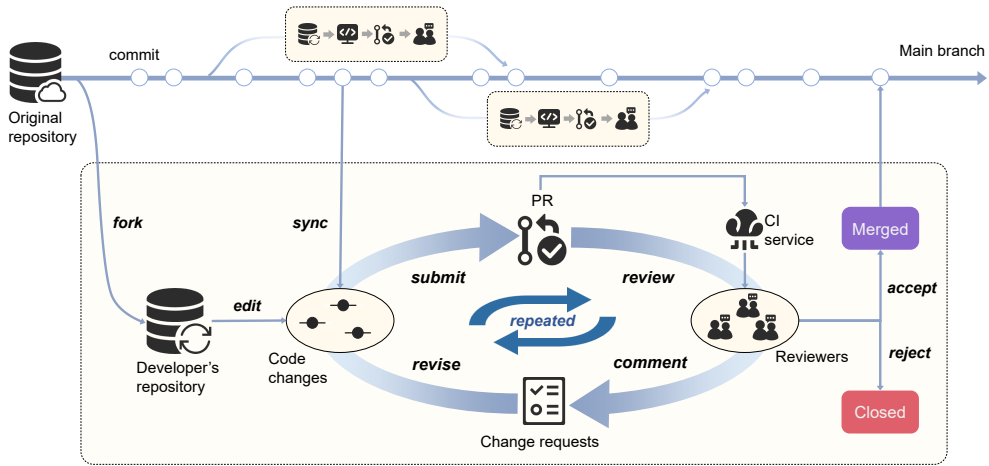 commit
Main branch
Original
repository
fork
sync
PR
CI
service
Merged
submit
review
edit
repeated
accept
reject
Developer's
repository
Code
changes
revise
comment
Reviewers
Change requests
Closed